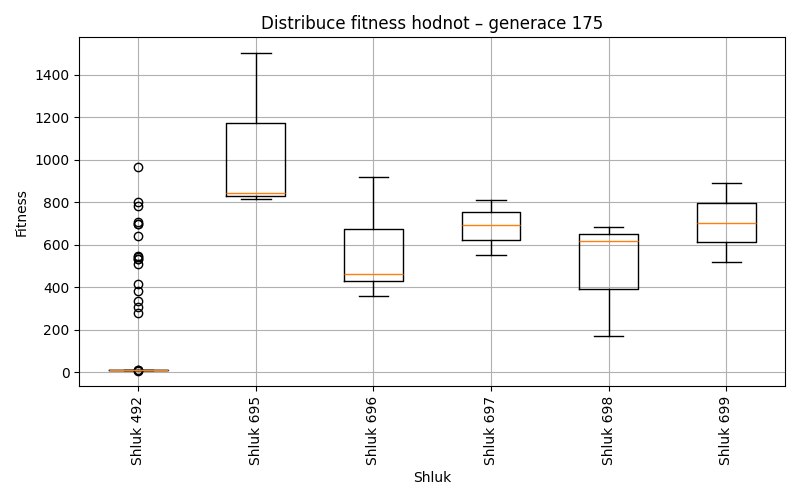 Distribuce fitness hodnot – generace 175
Fitness
1400
1200
1000
800
600
400
200
0
Shluk 492
Shluk 695
Shluk 696
Shluk 697
Shluk 698
Shluk 699
Shluk